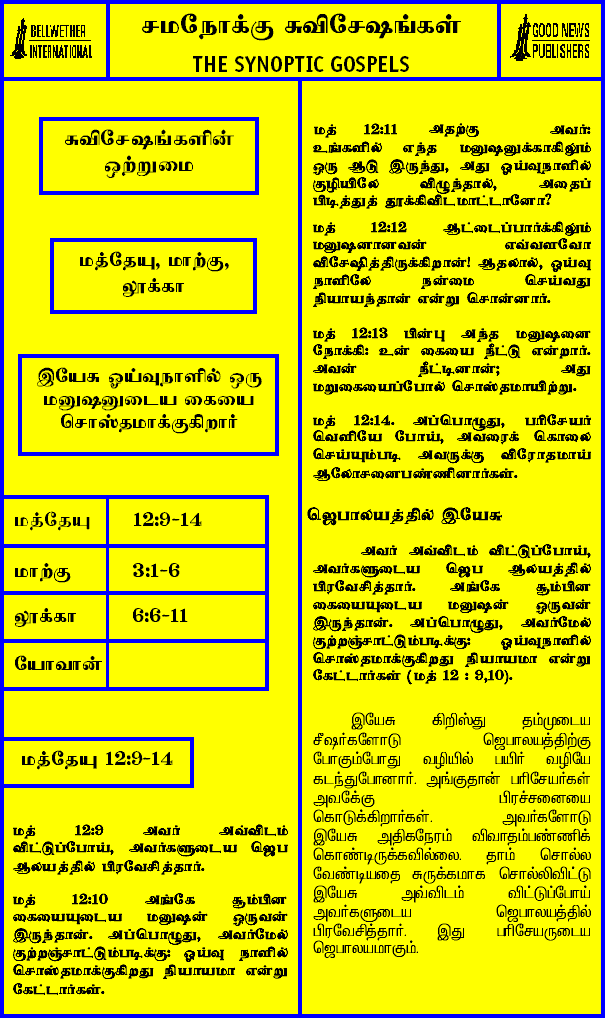 BELLWETHER
INTERNATIONAL
சமநோக்கு சுவிசேஷங்கள்
THE SYNOPTIC GOSPELS
GOOD NEWS
PUBLISHERS
சுவிசேஷங்களின்
ஒற்றுமை
மத்தேயு, மாற்கு,
லூக்கா
இயேசு ஓய்வுநாளில் ஒரு
மனுஷனுடைய கையை
சொஸ்தமாக்குகிறார்
மத்தேயு 12:9-14
மாற்கு 3:1-6
லூக்கா 6:6-11
யோவான்
மத்தேயு 12:9-14
மத் 12:9 அவர் அவ்விடம்
விட்டுப்போய், அவர்களுடைய ஜெப
ஆலயத்தில் பிரவேசித்தார்.
மத் 12:10 அங்கே சூம்பின
கையையுடைய மனுஷன் ஒருவன்
இருந்தான். அப்பொழுது, அவர்மேல்
குற்றஞ்சாட்டும்படிக்கு: ஓய்வு நாளில்
சொஸ்தமாக்குகிறது நியாயமா என்று
கேட்டார்கள்.
மத் 12:11 அதற்கு அவர்:
உங்களில் எந்த மனுஷனுக்காகிலும்
ஒரு ஆடு இருந்து, அது ஓய்வுநாளில்
குழியிலே விழுந்தால், அதைப்
பிடித்துத் தூக்கிவிடமாட்டானோ?
மத் 12:12 ஆட்டைப்பார்க்கிலும்
மனுஷனானவன் எவ்வளவோ
விசேஷித்திருக்கிறான்! ஆதலால், ஓய்வு
நாளிலே நன்மை செய்வது
நியாயந்தான் என்று சொன்னார்.
மத் 12:13 பின்பு அந்த மனுஷனை
நோக்கி: உன் கையை நீட்டு என்றார்.
அவன் நீட்டினான்; அது
மறுகையைப்போல் சொஸ்தமாயிற்று.
மத் 12:14. அப்பொழுது, பரிசேயர்
வெளியே போய், அவரைக் கொலை
செய்யும்படி அவருக்கு விரோதமாய்
ஆலோசனைபண்ணினார்கள்.
ஜெபாலயத்தில் இயேசு
அவர் அவ்விடம் விட்டுப்போய்,
அவர்களுடைய ஜெப ஆலயத்தில்
பிரவேசித்தார். அங்கே சூம்பின
கையையுடைய மனுஷன் ஒருவன்
இருந்தான். அப்பொழுது, அவர்மேல்
குற்றஞ்சாட்டும்படிக்கு: ஓய்வுநாளில்
சொஸ்தமாக்குகிறது நியாயமா என்று
கேட்டார்கள் (மத் 12 : 9,10).
இயேசு கிறிஸ்து தம்முடைய
சீஷர்களோடு ஜெபாலயத்திற்கு
போகும்போது வழியில் பயிர் வழியே
கடந்துபோனார். அங்குதான் பரிசேயர்கள்
அவகேக்கு பிரச்சனையை
கொடுக்கிறார்கள். அவர்களோடு
இயேசு அதிகநேரம் விவாதம்பண்ணிக்
கொண்டிருக்கவில்லை. தாம் சொல்ல
வேண்டியதை சுருக்கமாக சொல்லிவிட்டு
இயேசு அவ்விடம் விட்டுப்போய்
அவர்களுடைய ஜெபாலயத்தில்
பிரவேசித்தார். இது பரிசேயருடைய
ஜெபாலயமாகும்.